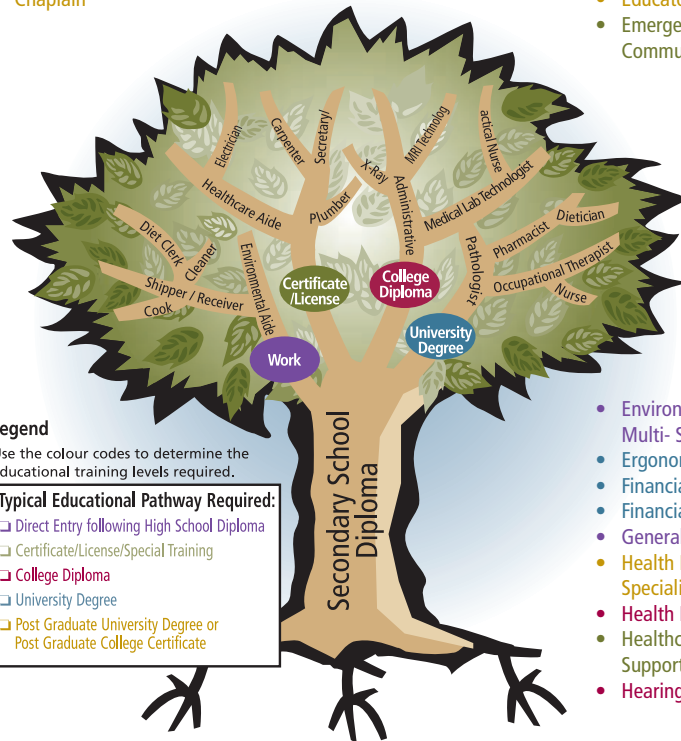 Chaplain
Educato
• Emerge
Commu
Electrician
Carpenter
Secretary/
X-Ray
MRI Technolog
actical Nurse
Healthcare Aide
Plumber
Administrative
Medical Lab Technologist
Diet Clerk
Cleaner
Shipper / Receiver
Cook
Environmental Aide
Pathologist
Pharmacist
Dietician
Occupational Therapist
Nurse
Certificate
/License
College
Diploma
University
Degree
Work
Secondary School
Diploma
egend
se the colour codes to determine the
ducational training levels required.
Typical Educational Pathway Required:
❏ Direct Entry following High School Diploma
❏ Certificate/License/Special Training
❏ College Diploma
❏ University Degree
❏ Post Graduate University Degree or
Post Graduate College Certificate
• Environ
Multi- S
• Ergonor
• Financia
• Financia
• General
• Health
Speciali
• Health
• Healthc
Support
• Hearing